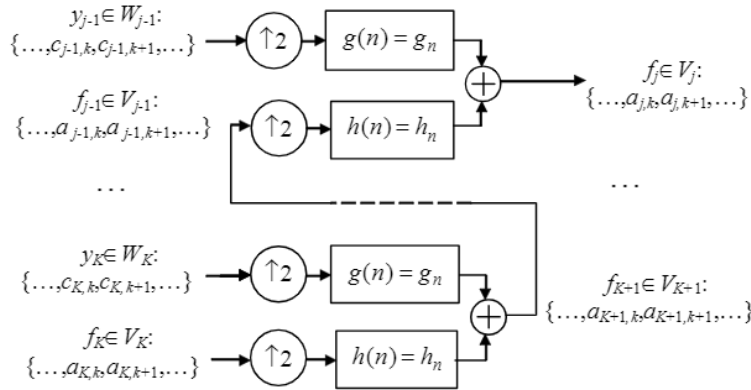 y_{j-1}∈ W_{j-1}:
{…,c_{j-1,k},c_{j-1,k+1},…}
↑2
g(n) = g_n
f_{j-1}∈ V_{j-1}:
{…,a_{j-1,k},a_{j-1,k+1},…}
↑2
h(n) = h_n
+
f_j∈ V_j:
{…,a_{j,k},a_{j,k+1},…}
…
…
y_K∈ W_K:
{…,c_{K,k},c_{K,k+1},…}
↑2
g(n) = g_n
f_K∈ V_K:
{…,a_{K,k},a_{K,k+1},…}
↑2
h(n) = h_n
+
f_{K+1}∈ V_{K+1}:
{…,a_{K+1,k},a_{K+1,k+1},…}